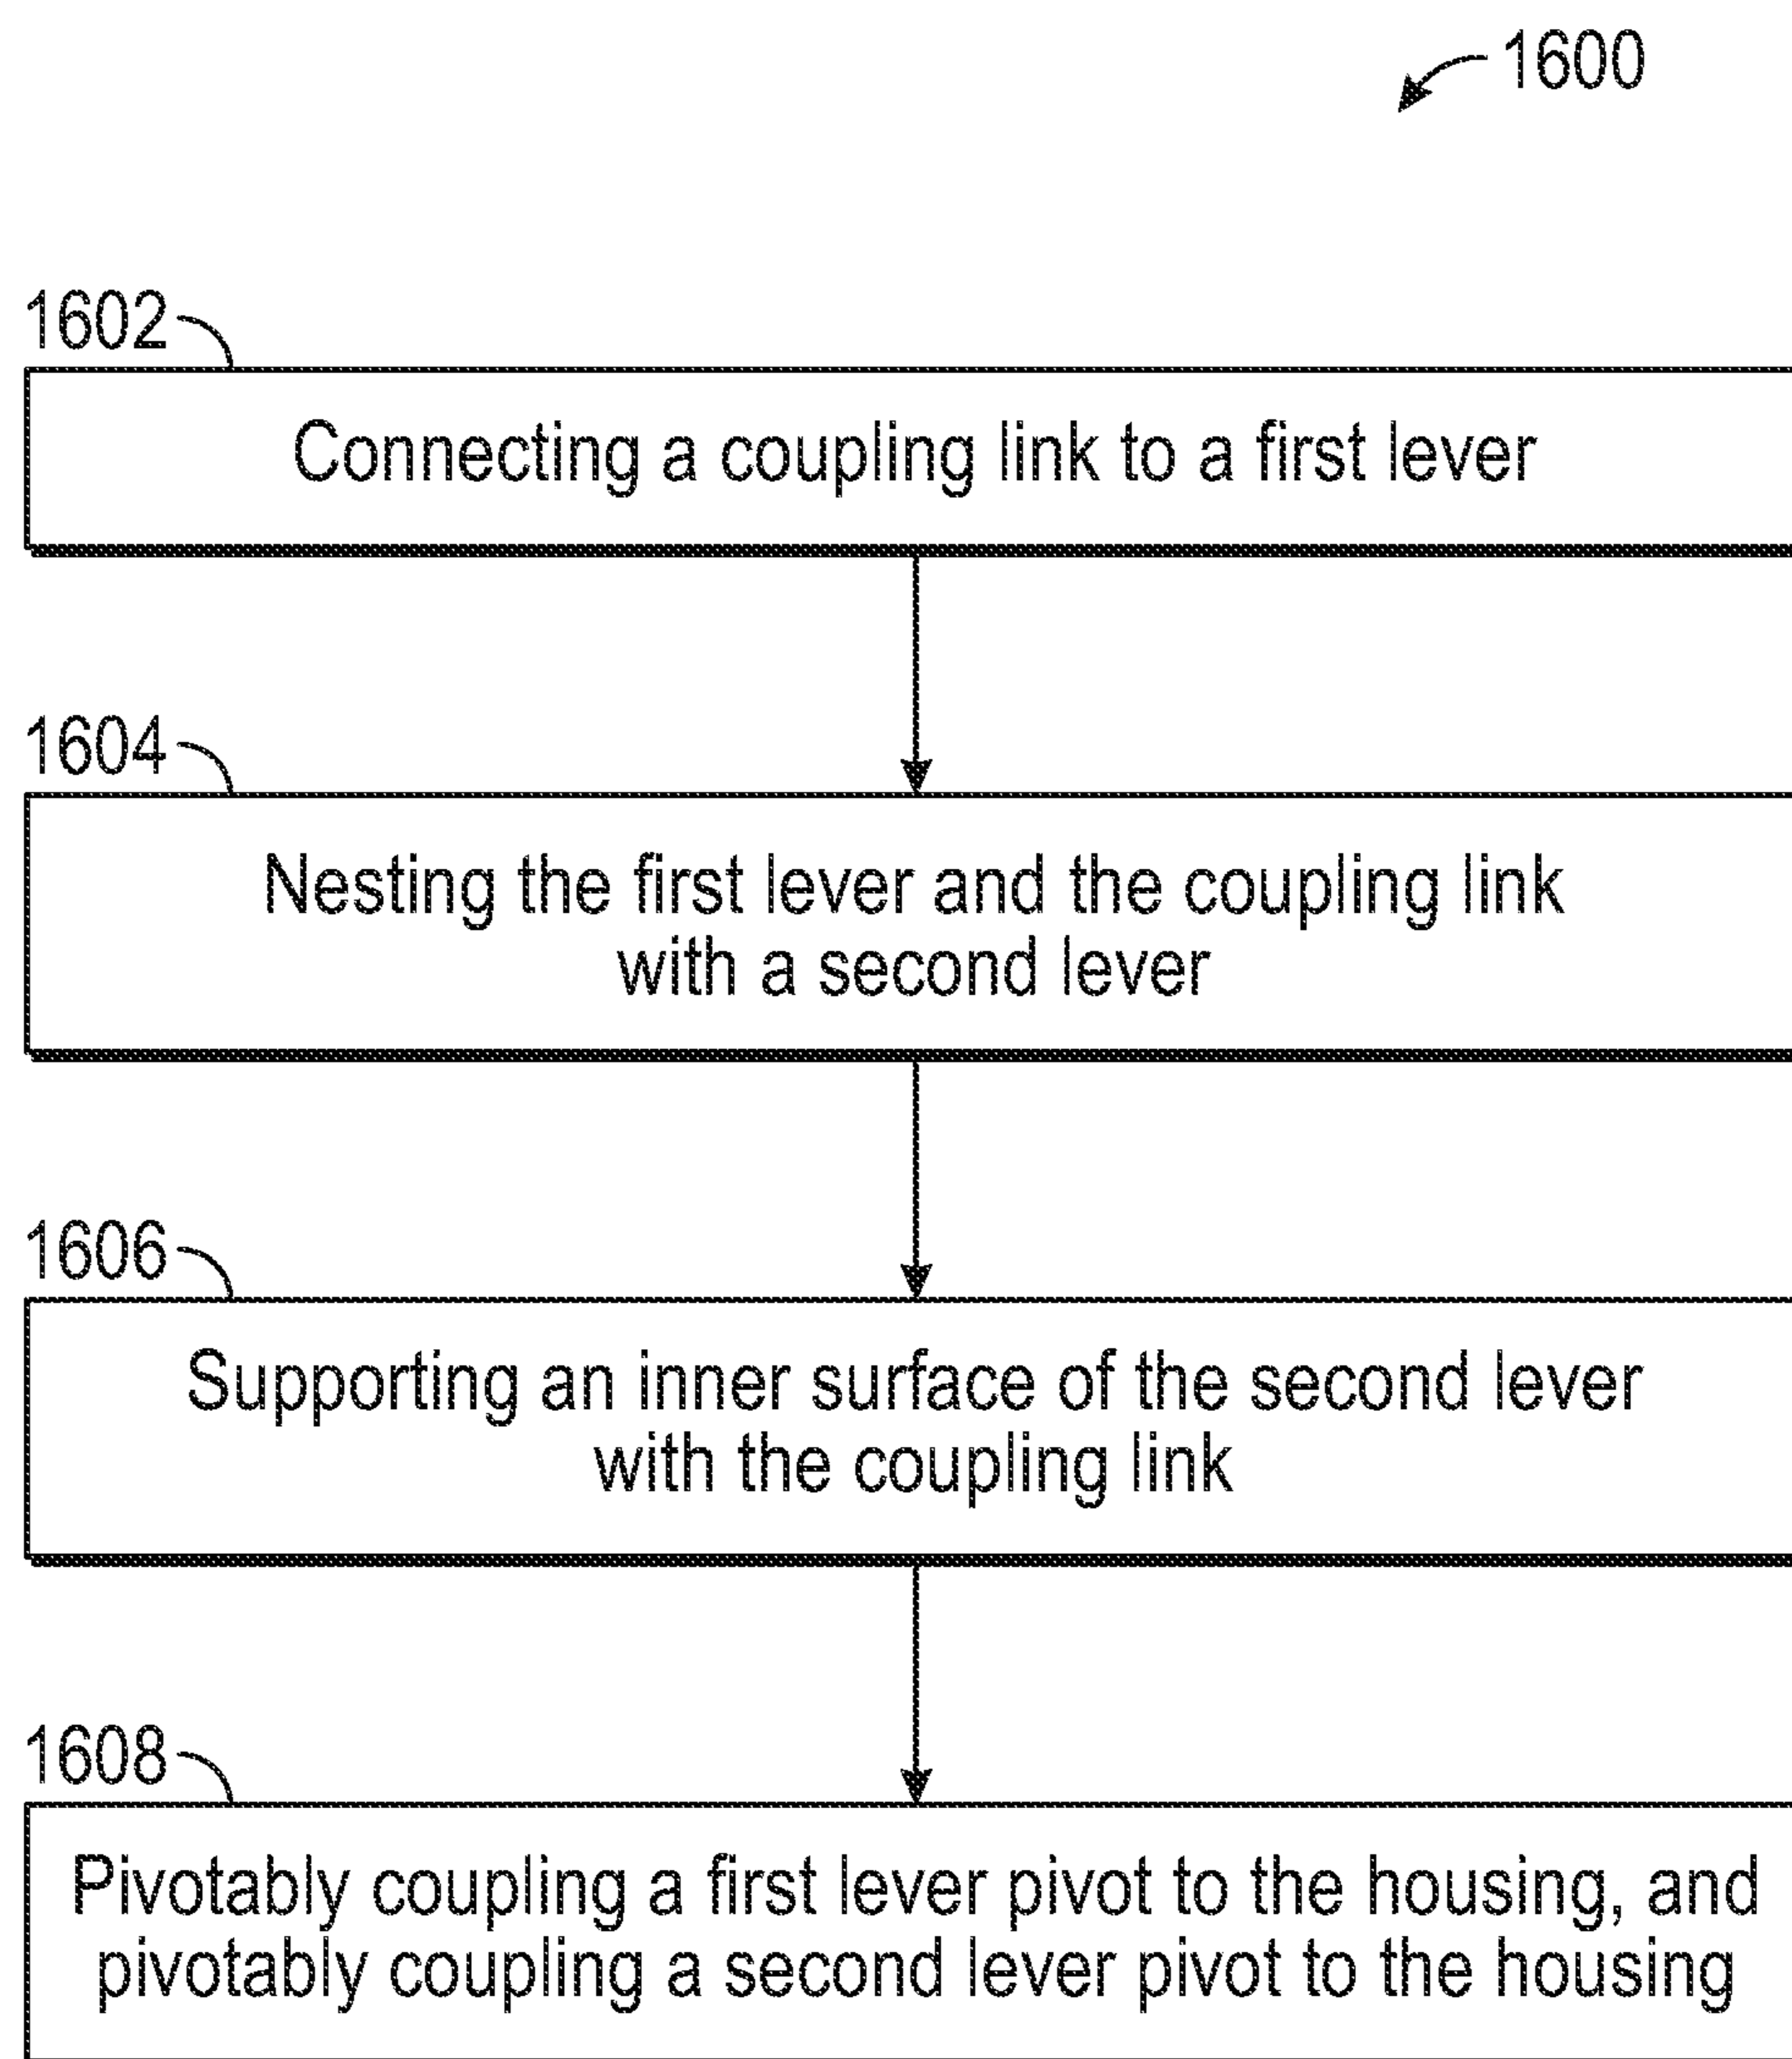 1600
1602
Connecting a coupling link to a first lever
1604
Nesting the first lever and the coupling link
with a second lever
1606
Supporting an inner surface of the second lever
with the coupling link
1608
Pivotably coupling a first lever pivot to the housing, and
pivotably coupling a second lever pivot to the housing